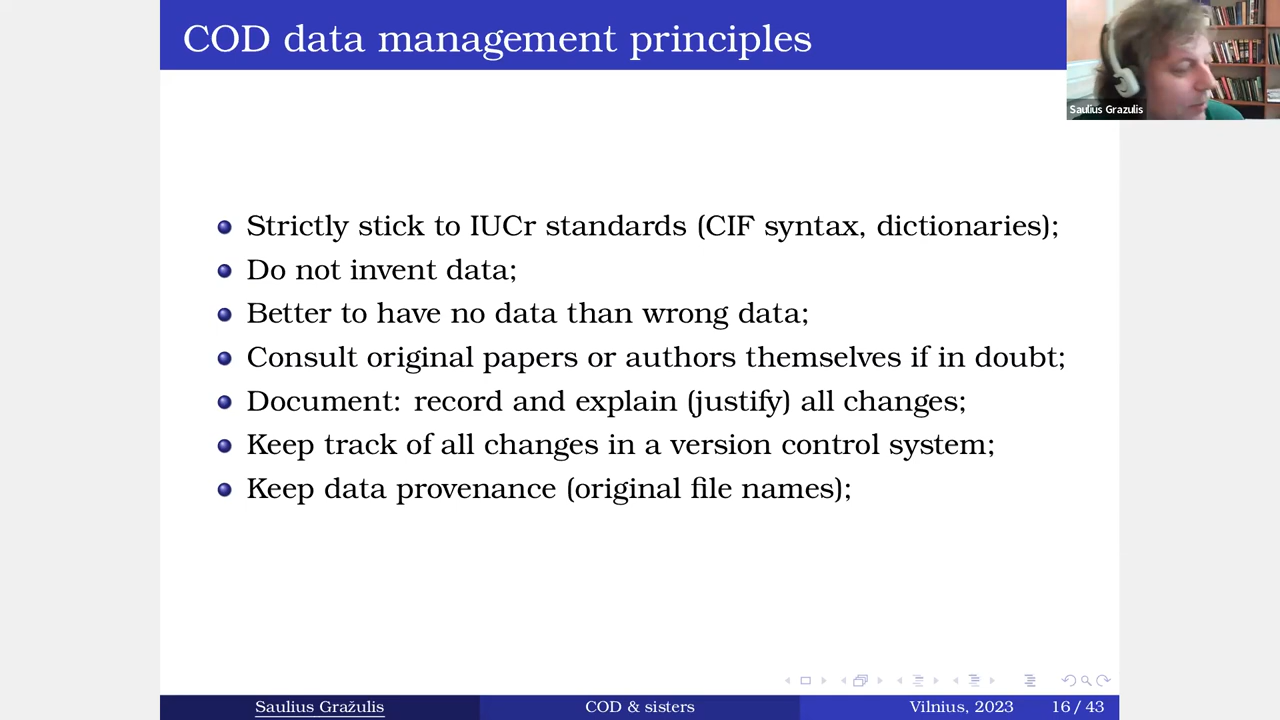 COD data management principles
Saulius Grazulis
Strictly stick to IUCr standards (CIF syntax, dictionaries);
Do not invent data;
Better to have no data than wrong data;
Consult original papers or authors themselves if in doubt;
Document: record and explain (justify) all changes;
Keep track of all changes in a version control system;
Keep data provenance (original file names);
Saulius Gražulis COD & sisters Vilnius, 2023 16 / 43